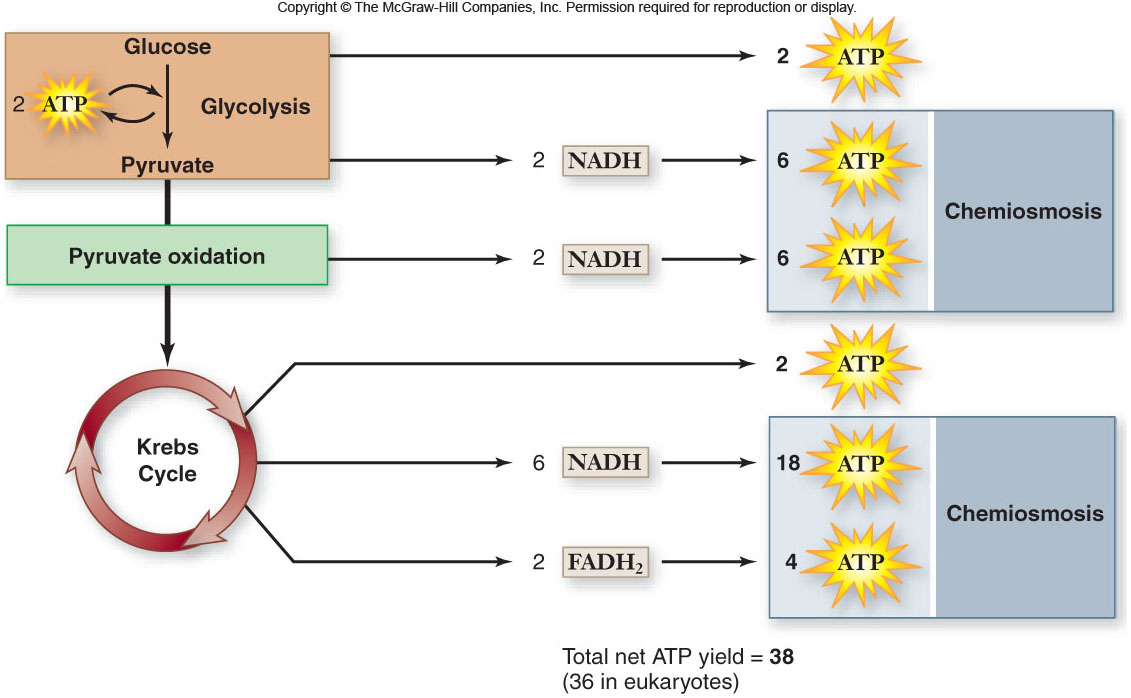 Copyright © The McGraw-Hill Companies, Inc. Permission required for reproduction or display.
Glucose
2 ATP
Glycolysis
Pyruvate
2 ATP
2 NADH
6 ATP
Chemiosmosis
Pyruvate oxidation
2 NADH
6 ATP
2 ATP
Krebs
Cycle
6 NADH
18 ATP
Chemiosmosis
2 FADH₂
4 ATP
Total net ATP yield = 38
(36 in eukaryotes)